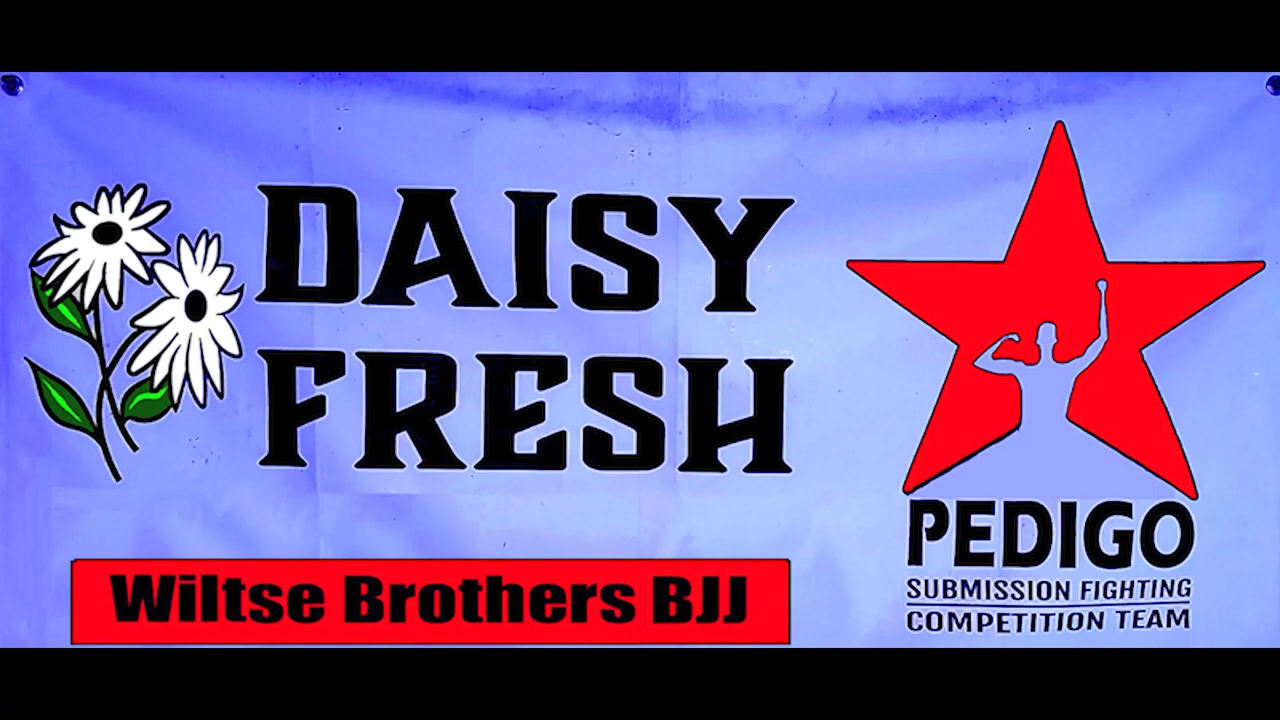 DAISY
FRESH
Wiltse Brothers BJJ
PEDIGO
SUBMISSION FIGHTING
COMPETITION TEAM